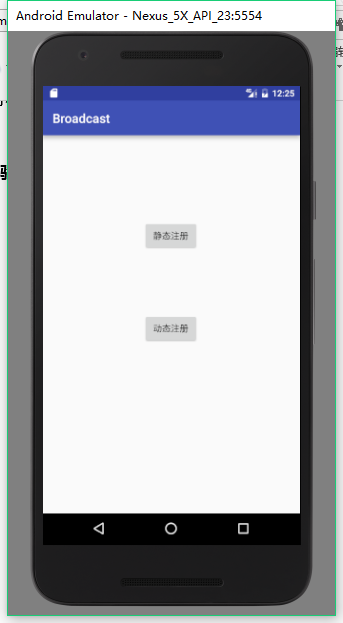 Android Emulator - Nexus_5X_API_23:5554
12:25
Broadcast
静态注册
动态注册